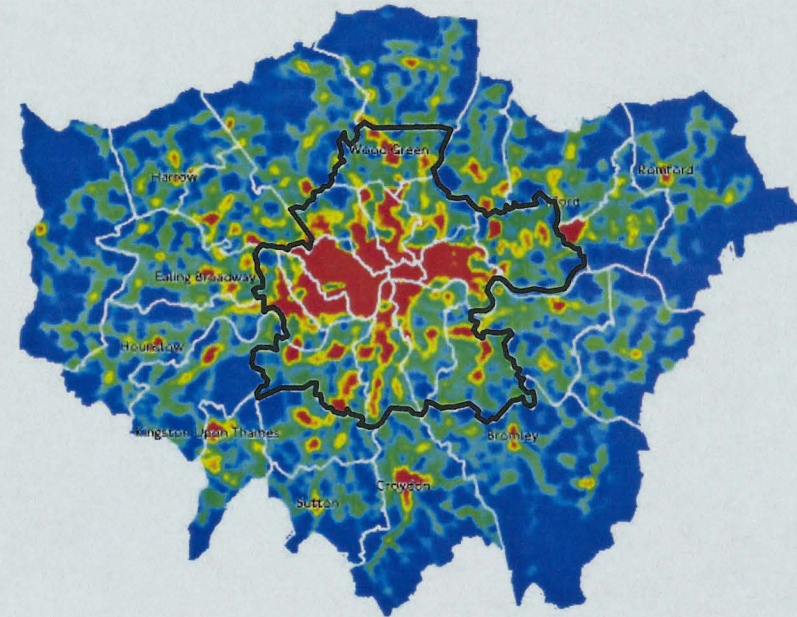 Wood Green
Harrow
Romford
Ealing Broadway
Hounslow
Kingston Upon Thames
Bromley
Croydon
Sutton